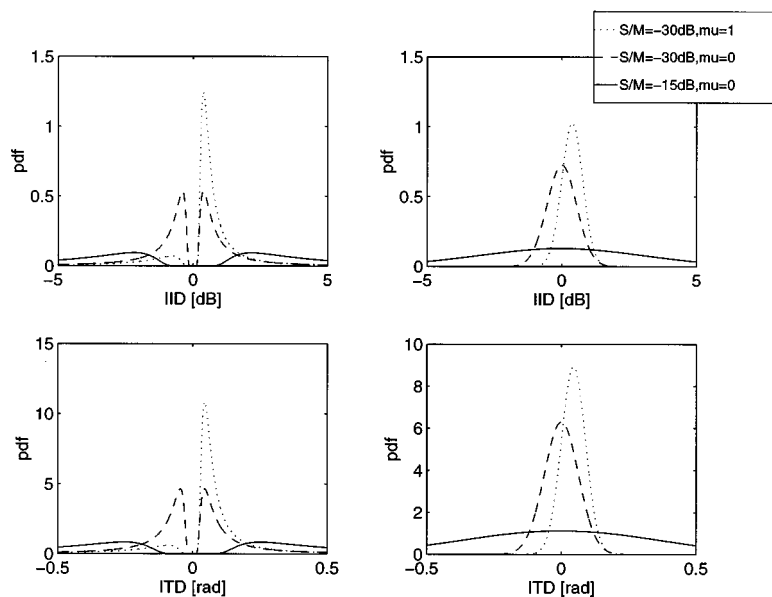 S/M=−30dB,mu=1
S/M=−30dB,mu=0
S/M=−15dB,mu=0
1.5
1
0.5
0
pdf
−5 0 5
IID [dB]
1.5
1
0.5
0
pdf
−5 0 5
IID [dB]
15
10
5
0
pdf
−0.5 0 0.5
ITD [rad]
10
8
6
4
2
0
pdf
−0.5 0 0.5
ITD [rad]